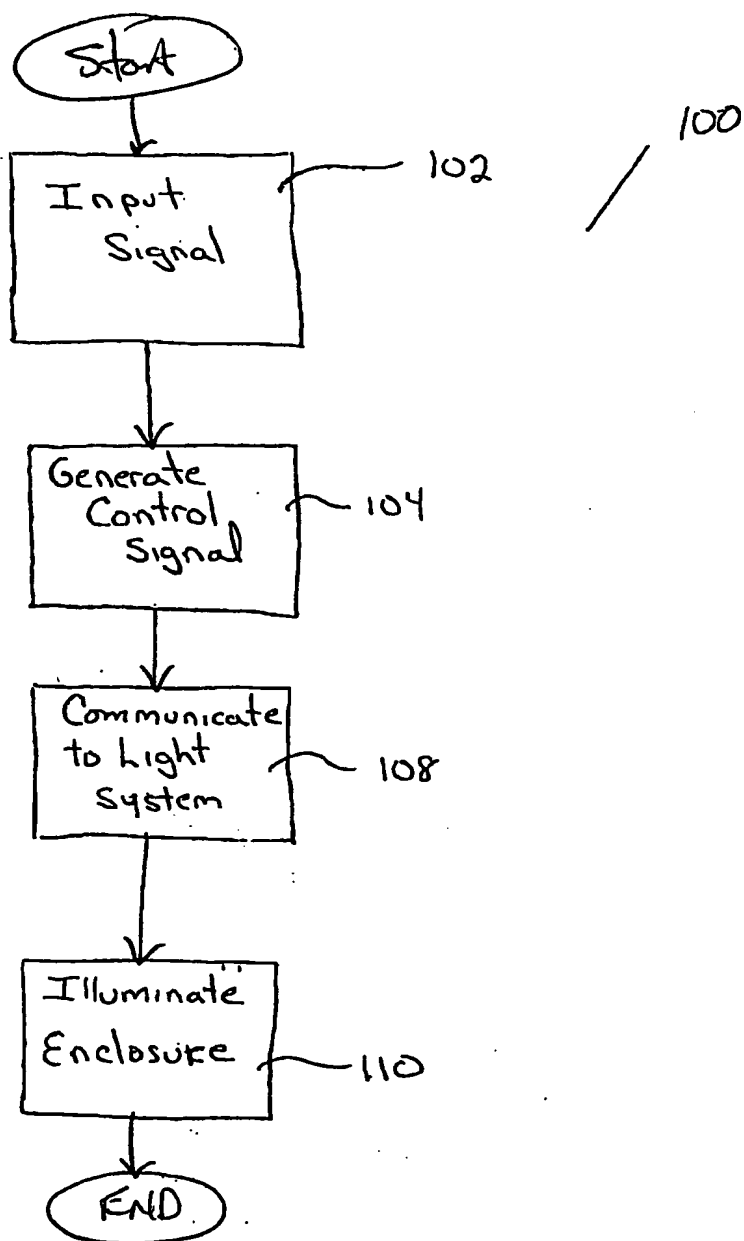 Start
100
102
Input
Signal
Generate
Control
Signal
104
Communicate
to Light
System
108
Illuminate
Enclosure
110
END